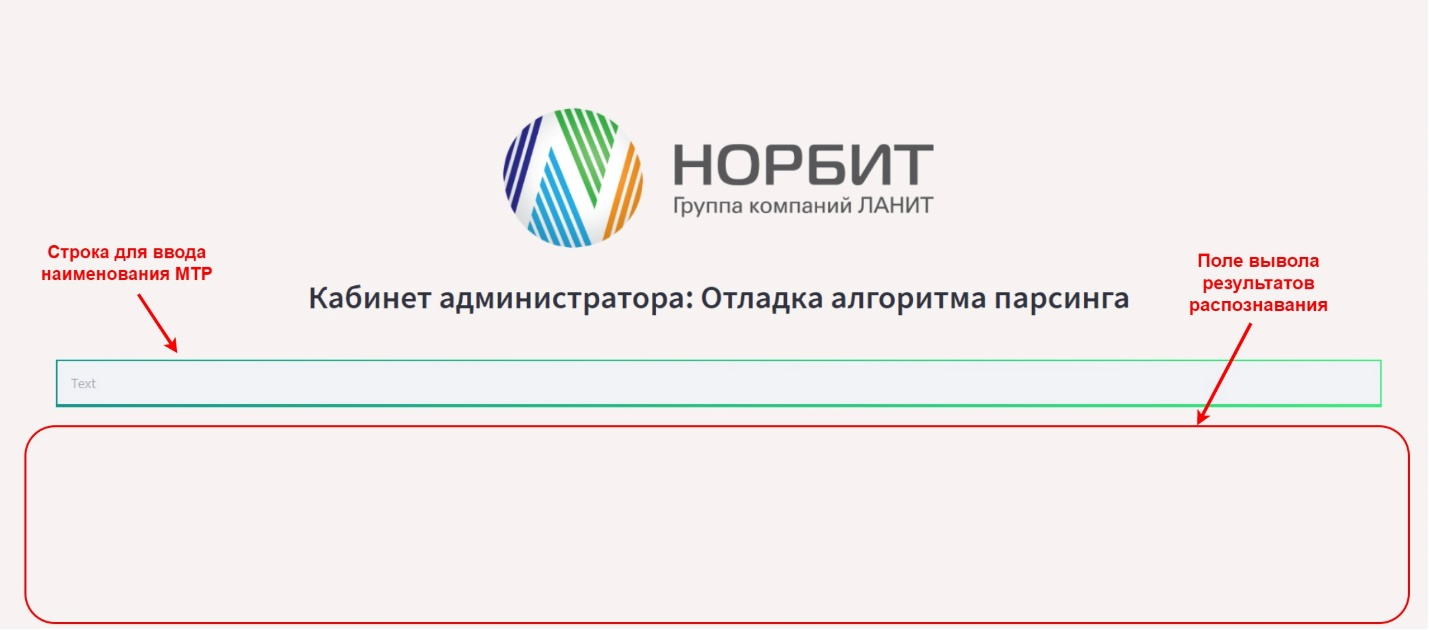 НОРБИТ
Группа компаний ЛАНИТ
Строка для ввода
наименования МТР
Поле вывола
результатов
распознавания
Кабинет администратора: Отладка алгоритма парсинга
Text